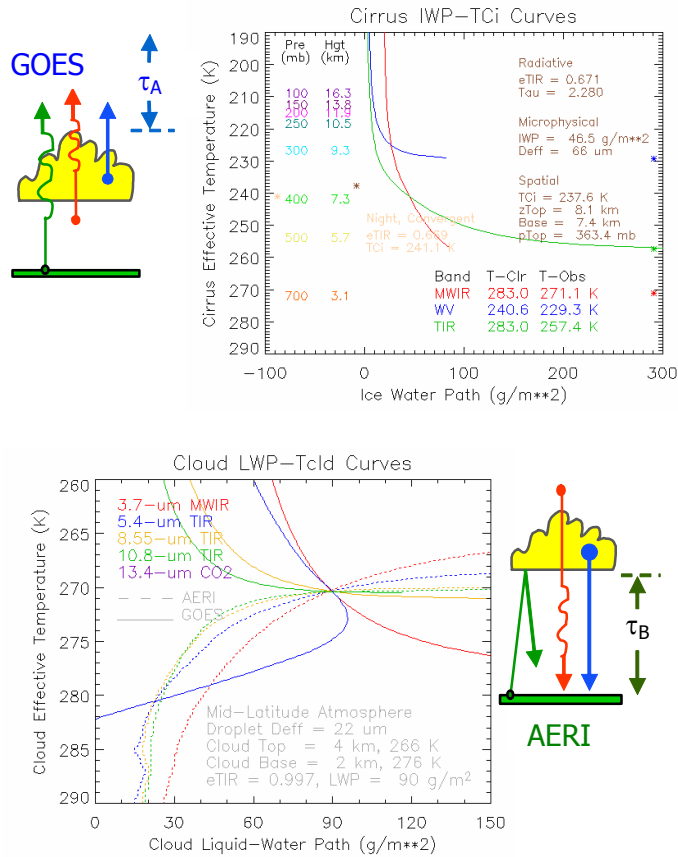 Cirrus IWP-TCi Curves
GOES
τA
Cirrus Effective Temperature (K)
190
200
210
220
230
240
250
260
270
280
290
Pre Hgt
(mb) (km)
100 16.3
150 13.8
200 11.9
250 10.5
300 9.3
400 7.3
500 5.7
700 3.1
Radiative
eTIR = 0.671
Tau = 2.280
Microphysical
IWP = 46.5 g/m**2
Deff = 66 um
Spatial
TCi = 237.6 K
zTop = 8.1 km
Base = 7.4 km
pTop = 363.4 mb
Night, Convergent
eTIR = 0.689
TCi = 241.1 K
Band T-Clr T-Obs
MWIR 283.0 271.1 K
WV 240.6 229.3 K
TIR 283.0 257.4 K
-100 0 100 200 300
Ice Water Path (g/m**2)
Cloud LWP-Tcld Curves
Cloud Effective Temperature (K)
260
265
270
275
280
285
290
3.7-um MWIR
5.4-um TIR
8.55-um TIR
10.8-um TIR
13.4-um CO2
AERI
GOES
Mid-Latitude Atmosphere
Droplet Deff = 22 um
Cloud Top = 4 km, 266 K
Cloud Base = 2 km, 276 K
eTIR = 0.997, LWP = 90 g/m²
0 30 60 90 120 150
Cloud Liquid-Water Path (g/m**2)
τB
AERI